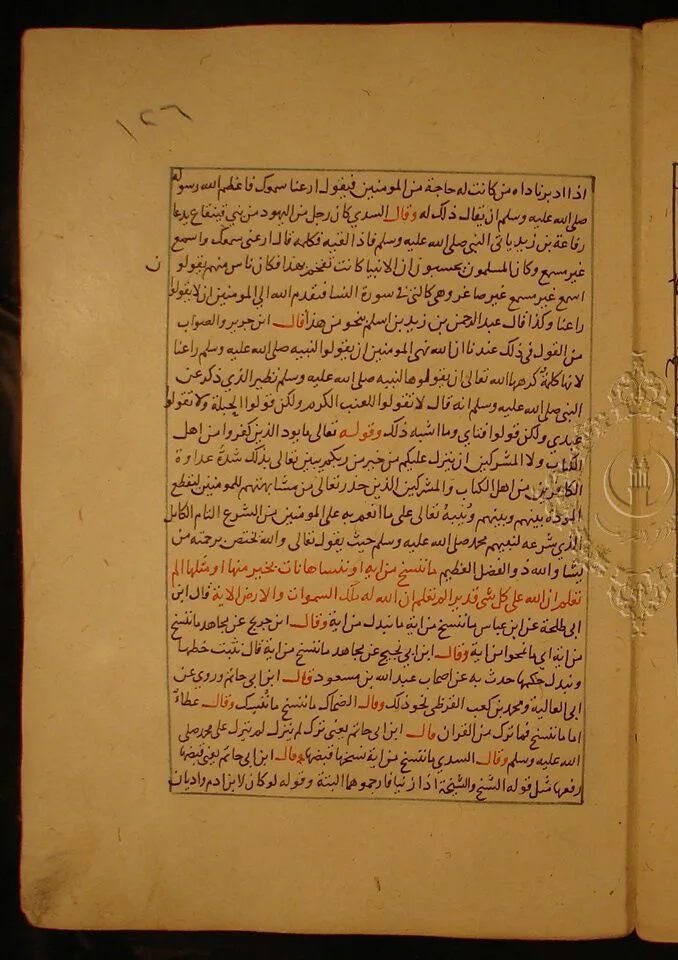 ١٢٦
اذا ادبر ناداه من كانت له حاجة من المومنين فيقول ارعنا سمعك فاعظم الله رسوله
صلى الله عليه وسلم ان يقال ذلك له وقال السدي كان رجل من اليهود من بني قينقاع يدعا
رفاعة بن زيد ياتي النبي صلى الله عليه وسلم فاذا لقيه فكلمه قال ارعني سمعك واسمع
غير مسمع وكان المسلمون يحسبون ان الانبيا كانت تفخم بهذا فكان ناس منهم يقولون
اسمع غير مسمع غير صاغر وهي كالتي في سورة النسا فتقدم الله الي المومنين ان لا يقولوا
راعنا وكذا قال عبد الرحمن بن زيد بن اسلم بنحو من هذا قال ابن جرير والصواب
من القول في ذلك عندنا ان الله نهى المومنين ان يقولوا لنبيه صلى الله عليه وسلم راعنا
لانها كلمة كرهها الله تعالى ان يقولوها لنبيه صلى الله عليه وسلم نظير الذي ذكر عن
النبي صلى الله عليه وسلم انه قال لا تقولوا للعنب الكرم ولكن قولوا الحبلة ولا تقولوا
عبدي ولكن قولوا فتاي وما اشبه ذلك وقوله تعالى ما يود الذين كفروا من اهل
الكتاب ولا المشركين ان ينزل عليكم من خير من ربكم يبين تعالى بذلك شدة عداوة
الكافرين من اهل الكتاب والمشركين الذين حذر تعالى من مشابهتهم للمومنين ليقطع
المودة بينهم وبينهم ونبه تعالى على ما انعم به على المومنين من الشرع التام الكامل
الذي شرعه لنبيهم محمد صلى الله عليه وسلم حيث يقول تعالى والله يختص برحمته من
يشا والله ذو الفضل العظيم ما ننسخ من اية او ننساها نات بخير منها او مثلها الم
تعلم ان الله على كل شي قدير الم تعلم ان الله له ملك السموات والارض الاية قال ابن
ابي طلحة عن ابن عباس ما ننسخ من اية ما نبدل من اية وقال ابن جريج عن مجاهد ما ننسخ
من اية اي ما نمحو من اية وقال ابن ابي نجيح عن مجاهد ما ننسخ من اية قال نثبت خطها
ونبدل حكمها حدث به عن اصحاب عبد الله بن مسعود قال ابن ابي حاتم وروي عن
ابي العالية ومحمد بن كعب القرظي نحو ذلك وقال الضحاك ما ننسخ ما ننسك وقال عطاء
اما ما ننسخ فما ترك من القران قال ابن ابي حاتم يعني ترك لم ينزل على محمد صلى
الله عليه وسلم وقال السدي ما ننسخ من اية نسخها قبضها وقال ابن ابي حاتم يعني قبضها
رفعها مثل قوله الشيخ والشيخة اذا زنيا فارجموهما البتة وقوله لو كان لابن ادم واديان